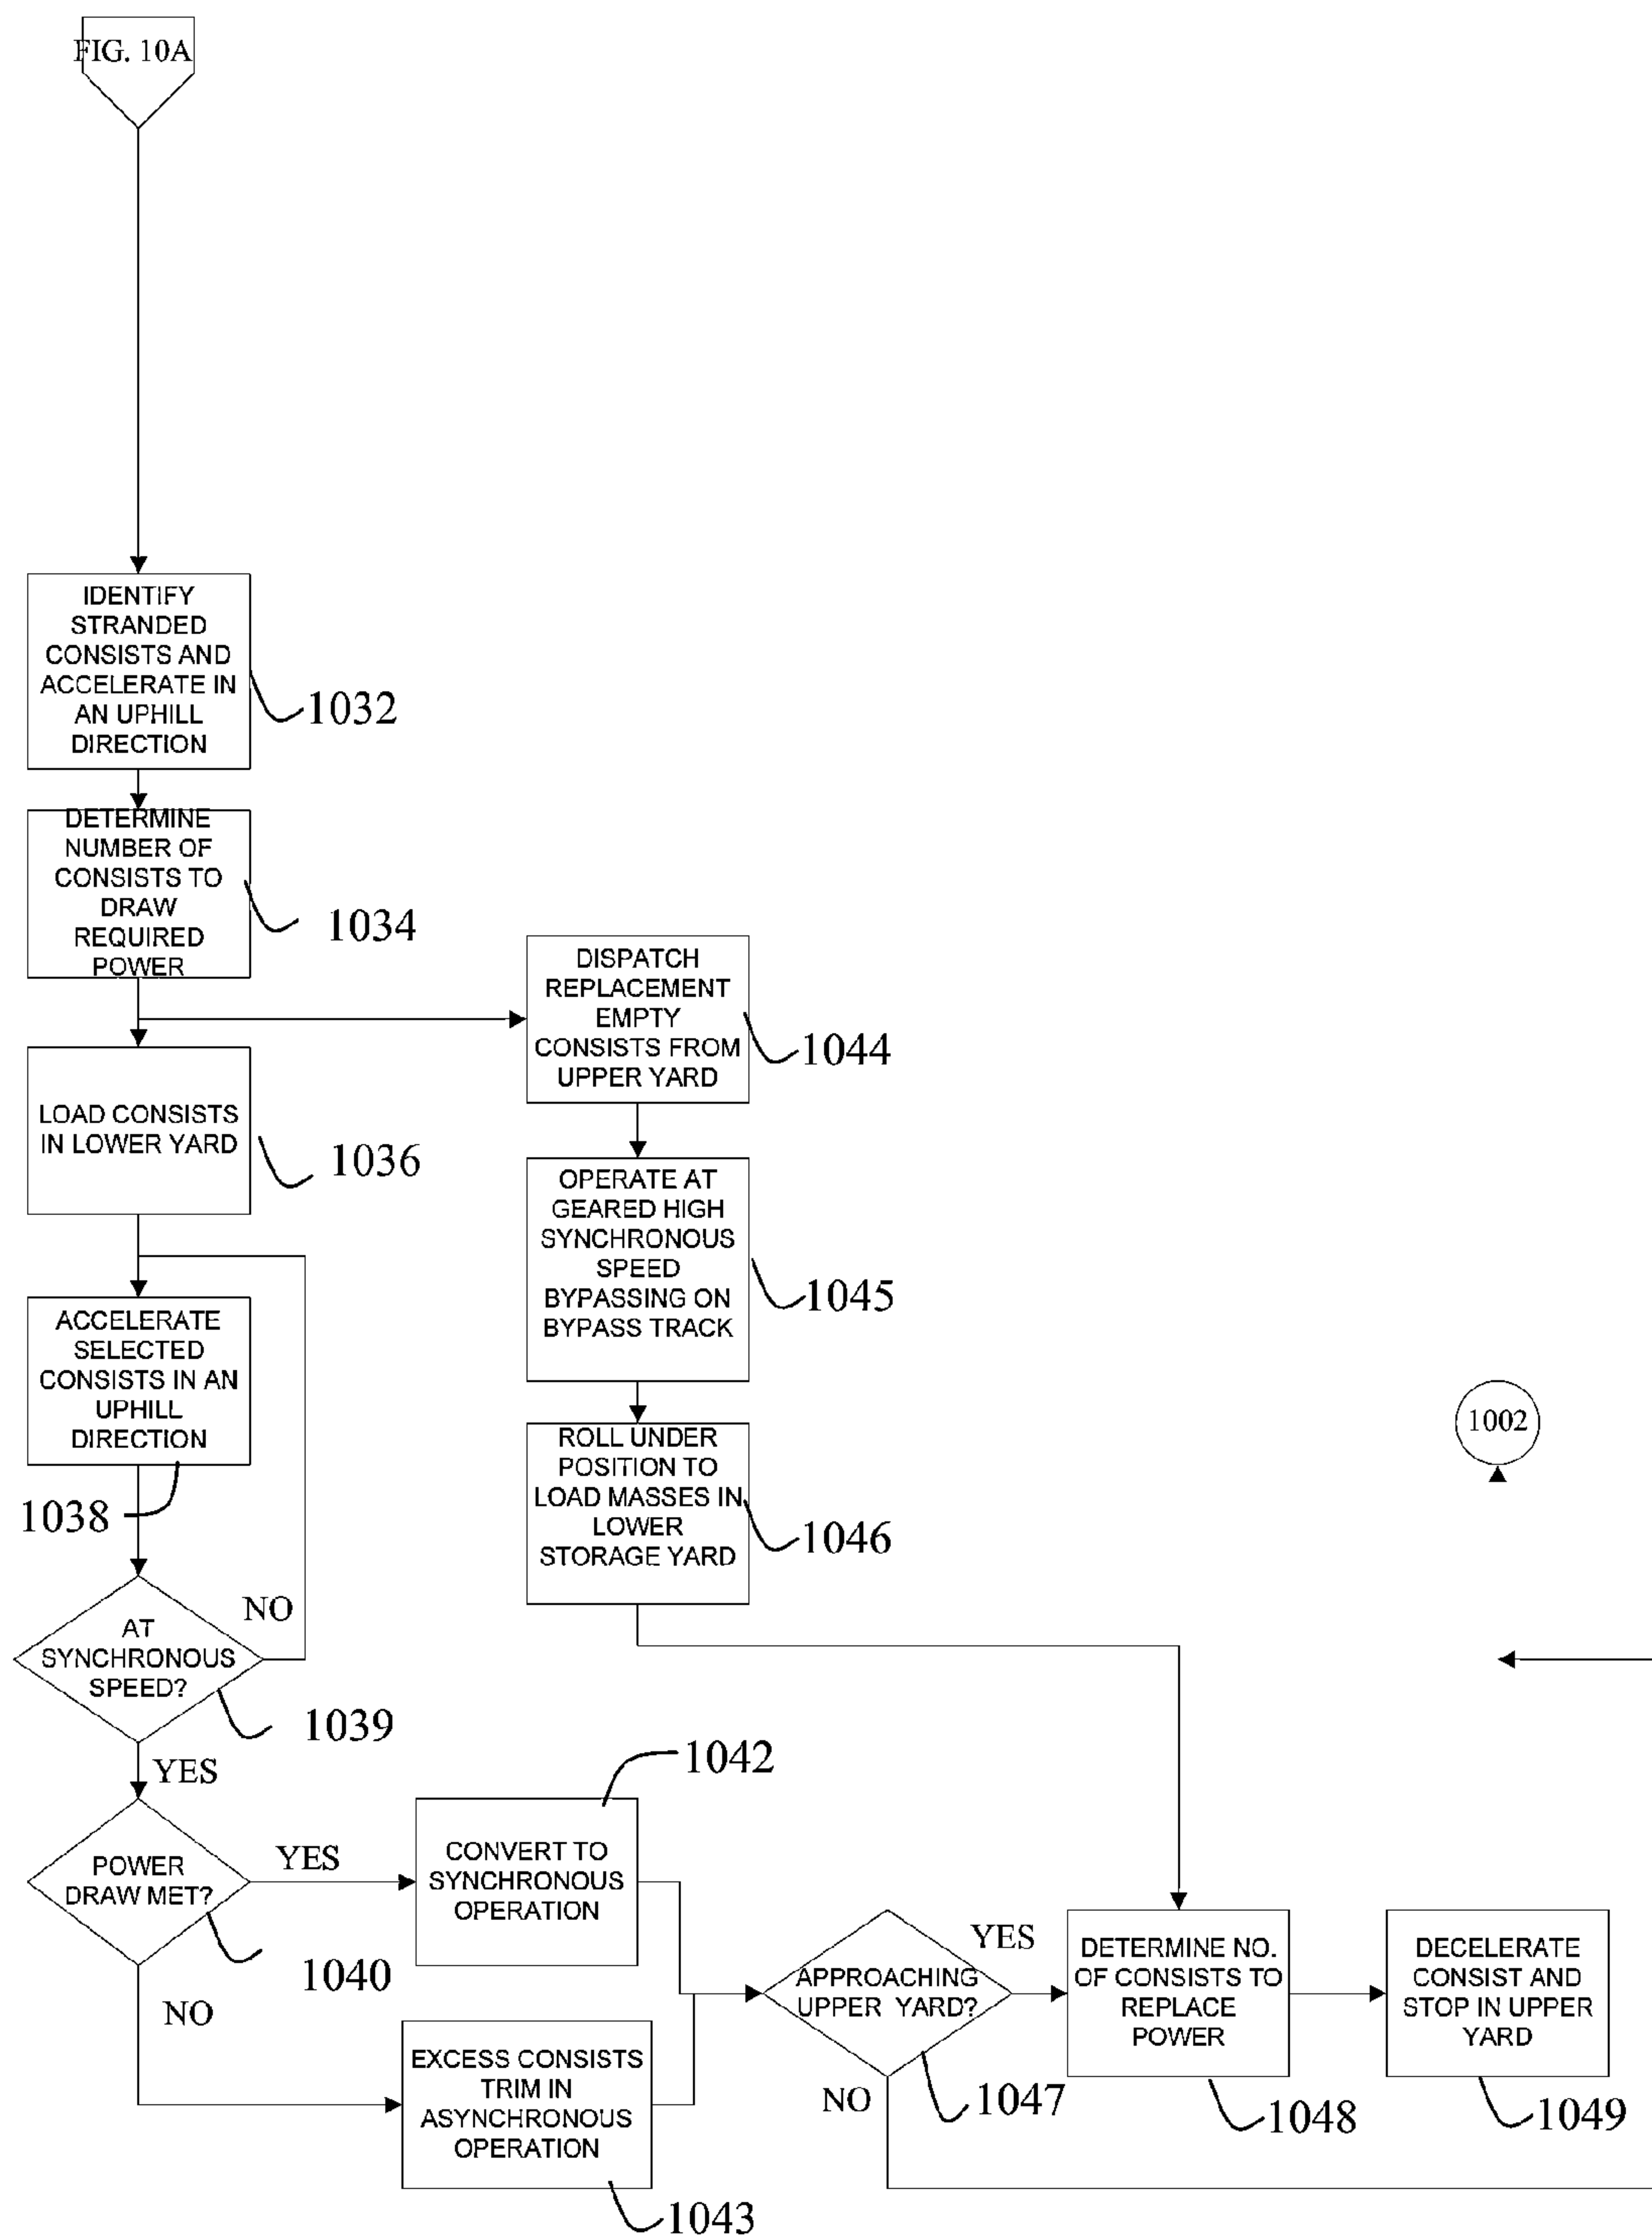 FIG. 10A
IDENTIFY
STRANDED
CONSISTS AND
ACCELERATE IN
AN UPHILL
DIRECTION
1032
DETERMINE
NUMBER OF
CONSISTS TO
DRAW
REQUIRED
POWER
1034
LOAD CONSISTS
IN LOWER YARD
1036
ACCELERATE
SELECTED
CONSISTS IN AN
UPHILL
DIRECTION
1038
AT
SYNCHRONOUS
SPEED?
NO
1039
YES
POWER
DRAW MET?
YES
1040
NO
DISPATCH
REPLACEMENT
EMPTY
CONSISTS FROM
UPPER YARD
1044
OPERATE AT
GEARED HIGH
SYNCHRONOUS
SPEED
BYPASSING ON
BYPASS TRACK
1045
ROLL UNDER
POSITION TO
LOAD MASSES IN
LOWER
STORAGE YARD
1046
1002
1042
CONVERT TO
SYNCHRONOUS
OPERATION
EXCESS CONSISTS
TRIM IN
ASYNCHRONOUS
OPERATION
1043
APPROACHING
UPPER YARD?
YES
NO
1047
DETERMINE NO.
OF CONSISTS TO
REPLACE
POWER
1048
DECELERATE
CONSIST AND
STOP IN UPPER
YARD
1049